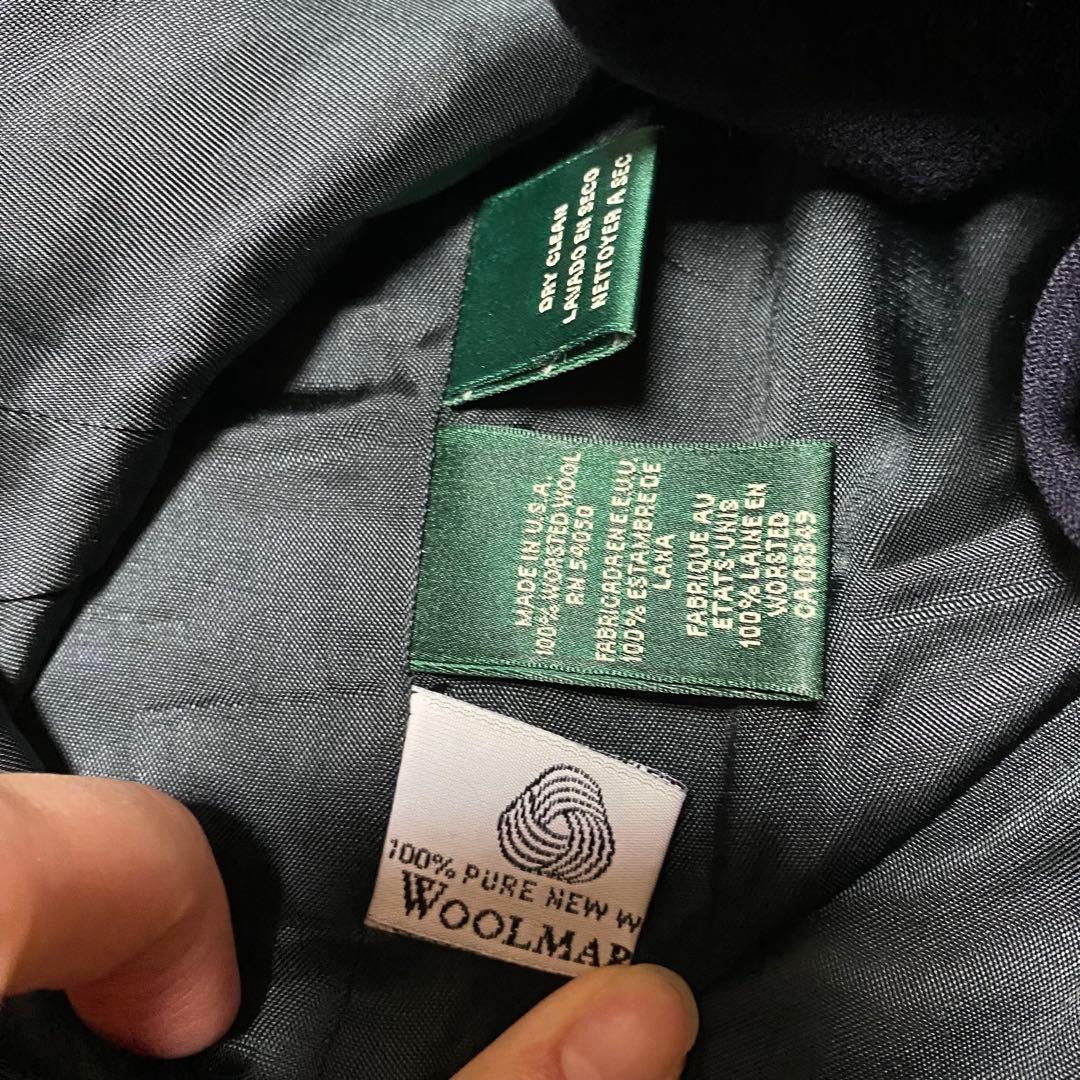 DRY CLEAN
LAVADO EN SECO
NETTOYER A SEC
MADE IN U.S.A.
100% WORSTED WOOL
RN 54050
FABRICADA EN E.E.U.U.
100% ESTAMBRE DE
LANA
FABRIQUE AU
ETATS-UNIS
100% LAINE EN
WORSTED
CA 08349
100% PURE NEW W
WOOLMAR